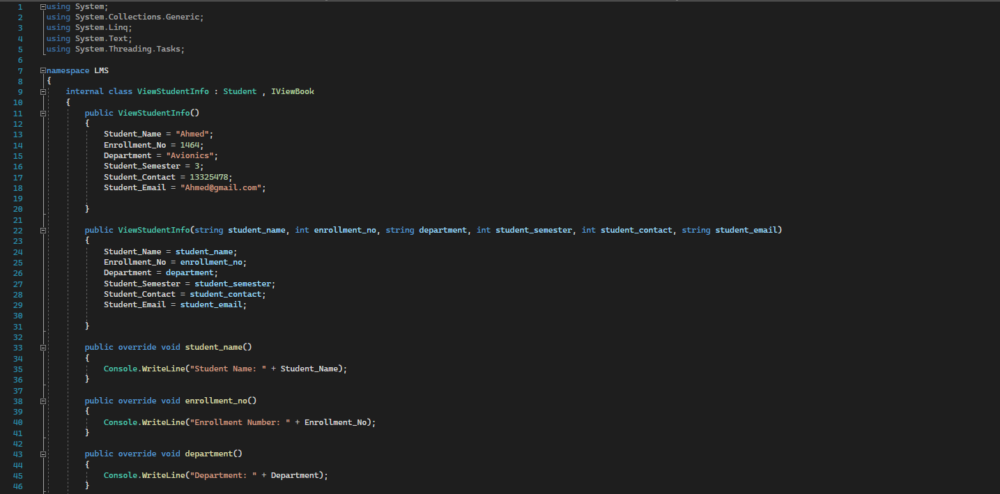 1 using System;
2 using System.Collections.Generic;
3 using System.Linq;
4 using System.Text;
5 using System.Threading.Tasks;
6
7 namespace LMS
8 {
9 internal class ViewStudentInfo : Student , IViewBook
10 {
11 public ViewStudentInfo()
12 {
13 Student_Name = "Ahmed";
14 Enrollment_No = 1464;
15 Department = "Avionics";
16 Student_Semester = 3;
17 Student_Contact = 13325478;
18 Student_Email = "Ahmed@gmail.com";
19
20 }
21
22 public ViewStudentInfo(string student_name, int enrollment_no, string department, int student_semester, int student_contact, string student_email)
23 {
24 Student_Name = student_name;
25 Enrollment_No = enrollment_no;
26 Department = department;
27 Student_Semester = student_semester;
28 Student_Contact = student_contact;
29 Student_Email = student_email;
30
31 }
32
33 public override void student_name()
34 {
35 Console.WriteLine("Student Name: " + Student_Name);
36 }
37
38 public override void enrollment_no()
39 {
40 Console.WriteLine("Enrollment Number: " + Enrollment_No);
41 }
42
43 public override void department()
44 {
45 Console.WriteLine("Department: " + Department);
46 }